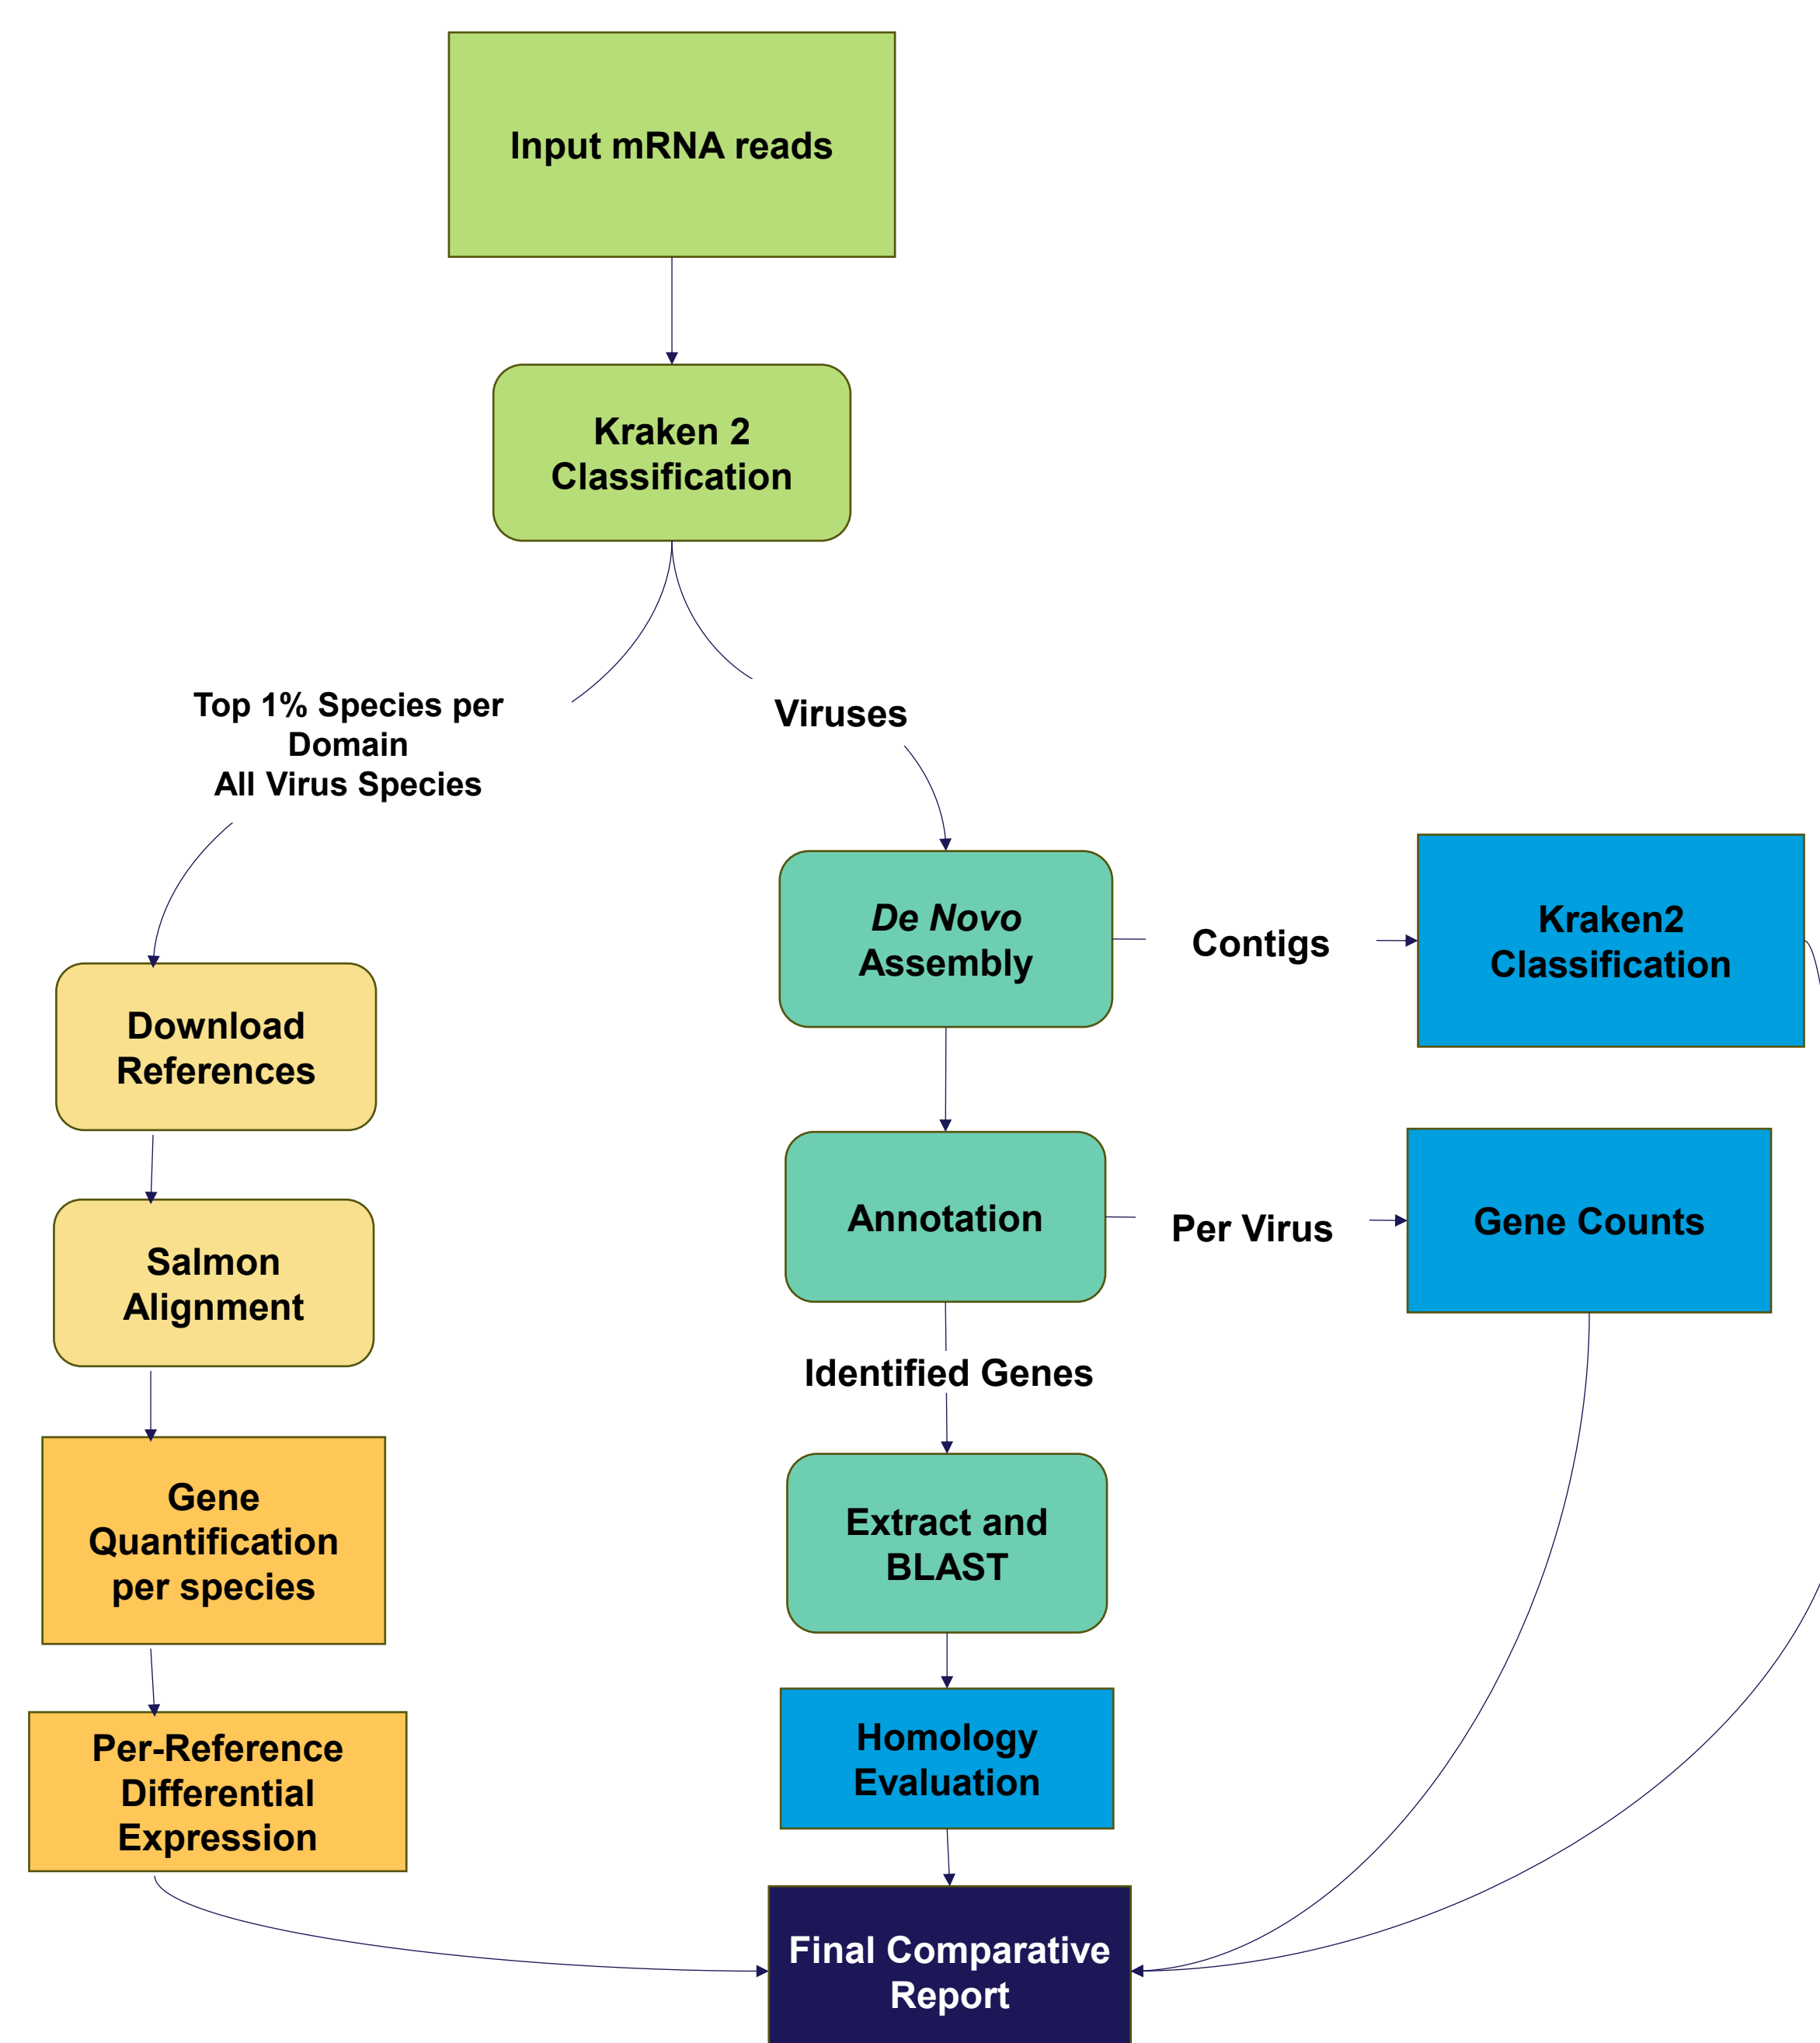 Input mRNA reads
Kraken 2
Classification
Top 1% Species per
Domain
All Virus Species
Viruses
De Novo
Assembly
Contigs
Kraken2
Classification
Download
References
Annotation
Per Virus
Gene Counts
Salmon
Alignment
Identified Genes
Gene
Quantification
per species
Extract and
BLAST
Per-Reference
Differential
Expression
Homology
Evaluation
Final Comparative
Report